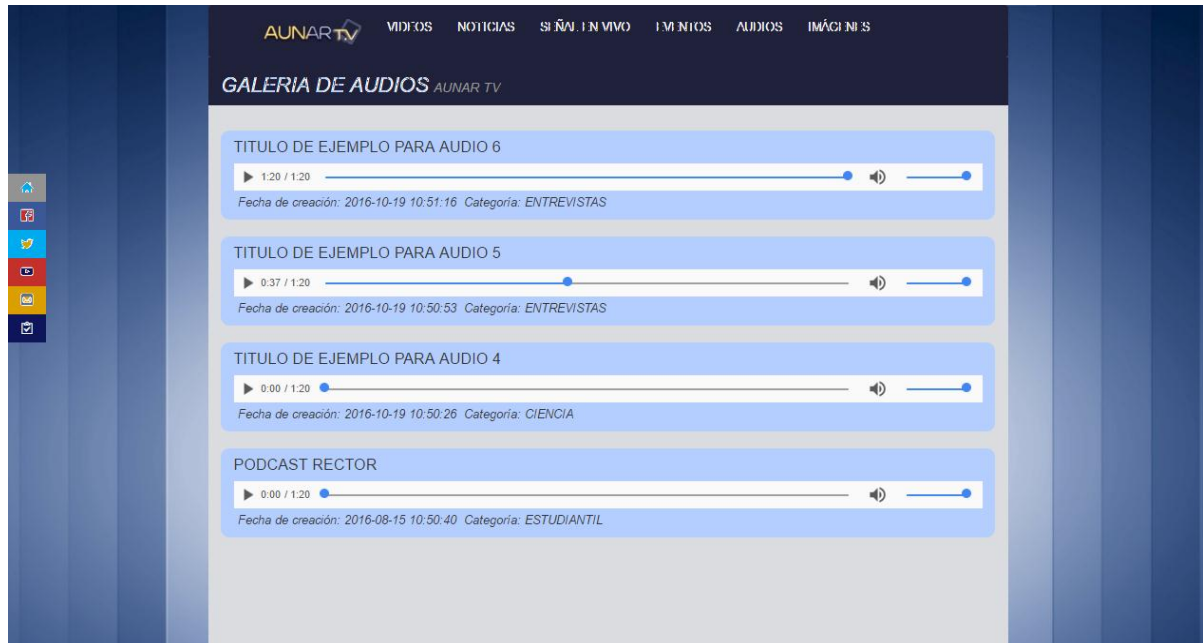 AUNARTV VIDEOS NOTICIAS SEÑAL EN VIVO EVENTOS AUDIOS IMÁGENES
GALERIA DE AUDIOS AUNAR TV
TITULO DE EJEMPLO PARA AUDIO 6
1:20 / 1:20
Fecha de creación: 2016-10-19 10:51:16 Categoría: ENTREVISTAS
TITULO DE EJEMPLO PARA AUDIO 5
0:37 / 1:20
Fecha de creación: 2016-10-19 10:50:53 Categoría: ENTREVISTAS
TITULO DE EJEMPLO PARA AUDIO 4
0:00 / 1:20
Fecha de creación: 2016-10-19 10:50:26 Categoría: CIENCIA
PODCAST RECTOR
0:00 / 1:20
Fecha de creación: 2016-08-15 10:50:40 Categoría: ESTUDIANTIL